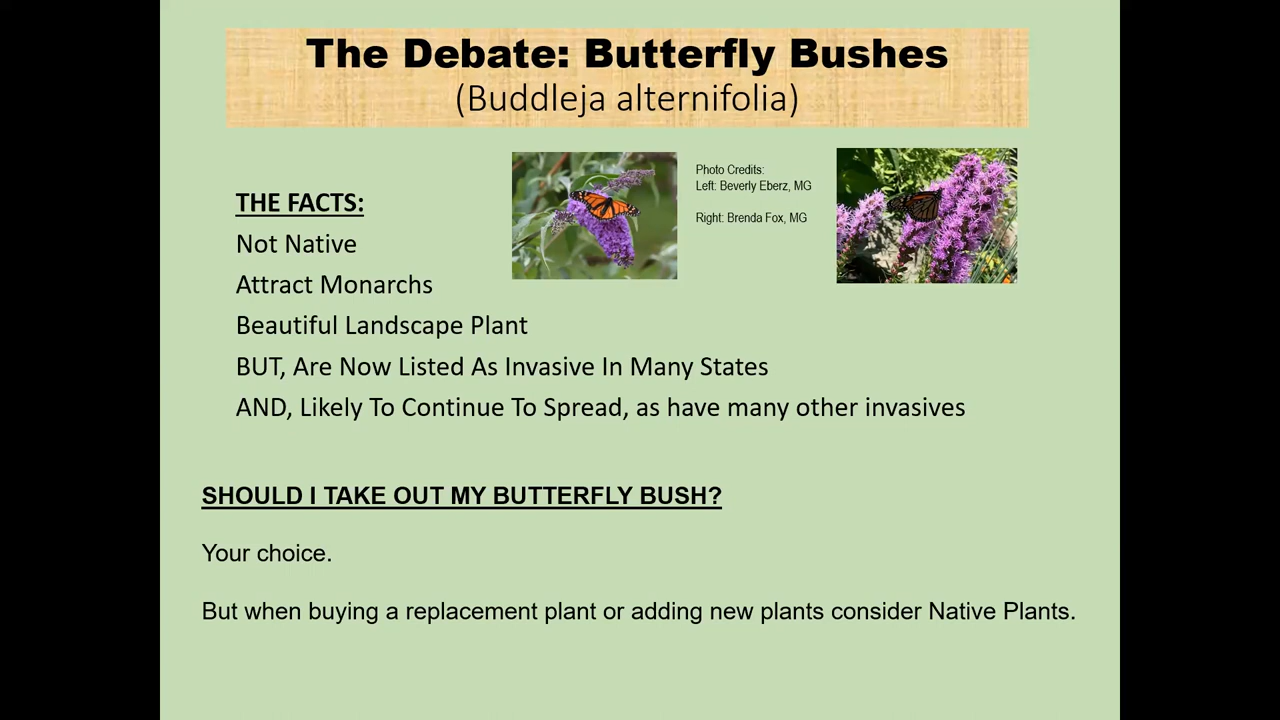 The Debate: Butterfly Bushes
(Buddleja alternifolia)
Photo Credits:
Left: Beverly Eberz, MG
Right: Brenda Fox, MG
THE FACTS:
Not Native
Attract Monarchs
Beautiful Landscape Plant
BUT, Are Now Listed As Invasive In Many States
AND, Likely To Continue To Spread, as have many other invasives
SHOULD I TAKE OUT MY BUTTERFLY BUSH?
Your choice.
But when buying a replacement plant or adding new plants consider Native Plants.